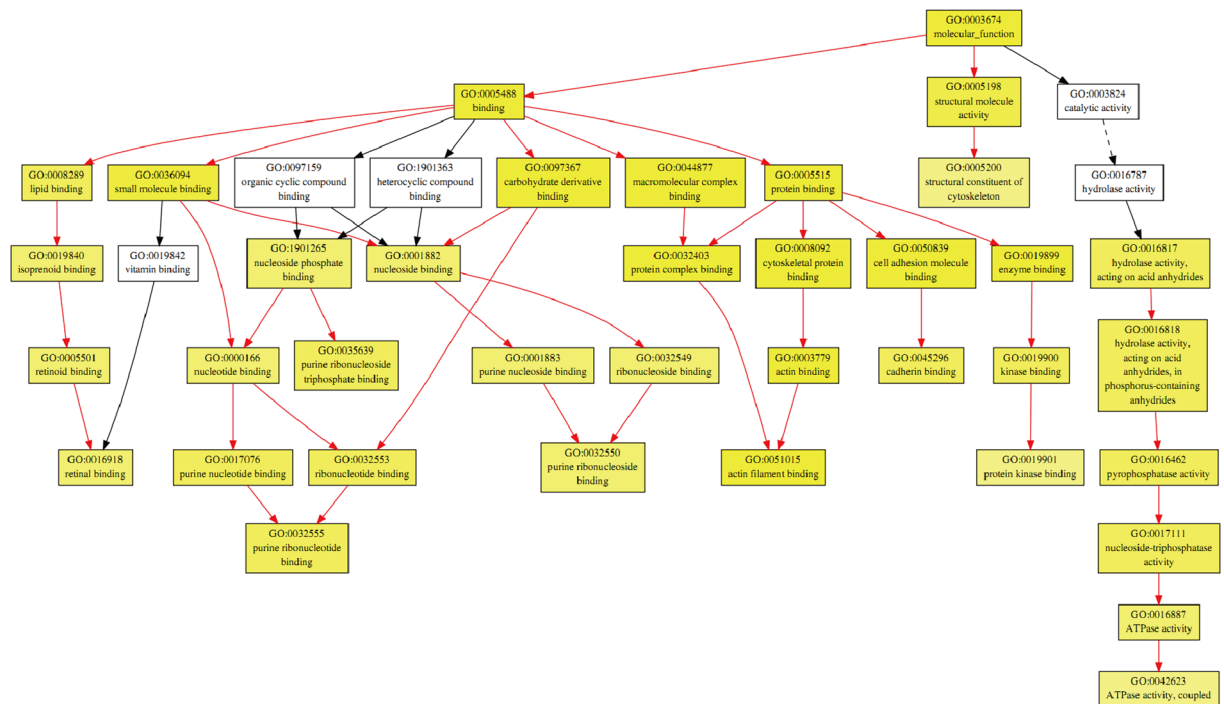 GO:0003674
molecular_function
GO:0005488
binding
GO:0005198
structural molecule
activity
GO:0003824
catalytic activity
GO:0008289
lipid binding
GO:0036094
small molecule binding
GO:0097159
organic cyclic compound
binding
GO:1901363
heterocyclic compound
binding
GO:0097367
carbohydrate derivative
binding
GO:0044877
macromolecular complex
binding
GO:0005515
protein binding
GO:0005200
structural constituent of
cytoskeleton
GO:0016787
hydrolase activity
GO:0019840
isoprenoid binding
GO:0019842
vitamin binding
GO:1901265
nucleoside phosphate
binding
GO:0001882
nucleoside binding
GO:0032403
protein complex binding
GO:0008092
cytoskeletal protein
binding
GO:0050839
cell adhesion molecule
binding
GO:0019899
enzyme binding
GO:0016817
hydrolase activity,
acting on acid anhydrides
GO:0005501
retinoid binding
GO:0000166
nucleotide binding
GO:0035639
purine ribonucleoside
triphosphate binding
GO:0001883
purine nucleoside binding
GO:0032549
ribonucleoside binding
GO:0003779
actin binding
GO:0045296
cadherin binding
GO:0019900
kinase binding
GO:0016818
hydrolase activity,
acting on acid
anhydrides, in
phosphorus-containing
anhydrides
GO:0016918
retinal binding
GO:0017076
purine nucleotide binding
GO:0032553
ribonucleotide binding
GO:0032550
purine ribonucleoside
binding
GO:0051015
actin filament binding
GO:0019901
protein kinase binding
GO:0016462
pyrophosphatase activity
GO:0032555
purine ribonucleotide
binding
GO:0017111
nucleoside-triphosphatase
activity
GO:0016887
ATPase activity
GO:0042623
ATPase activity, coupled